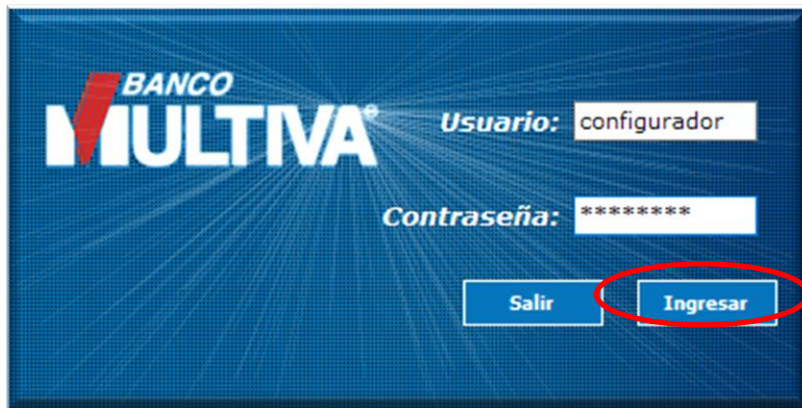 BANCO
MULTIVA®
Usuario: configurador
Contraseña: ********
Salir Ingresar